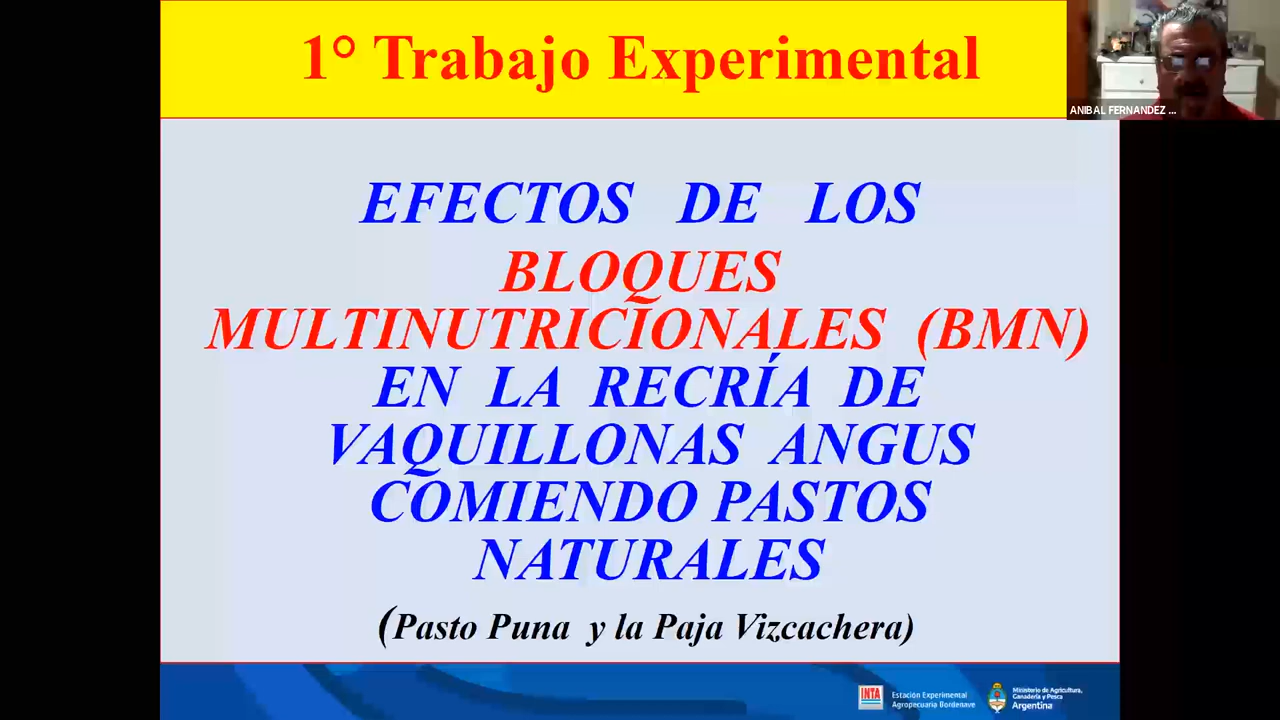 1° Trabajo Experimental
ANIBAL FERNANDEZ ...
EFECTOS DE LOS
BLOQUES
MULTINUTRICIONALES (BMN)
EN LA RECRÍA DE
VAQUILLONAS ANGUS
COMIENDO PASTOS
NATURALES
(Pasto Puna y la Paja Vizcachera)
INTA
Estación Experimental
Agropecuaria Bordenave
Ministerio de Agricultura,
Ganadería y Pesca
Argentina